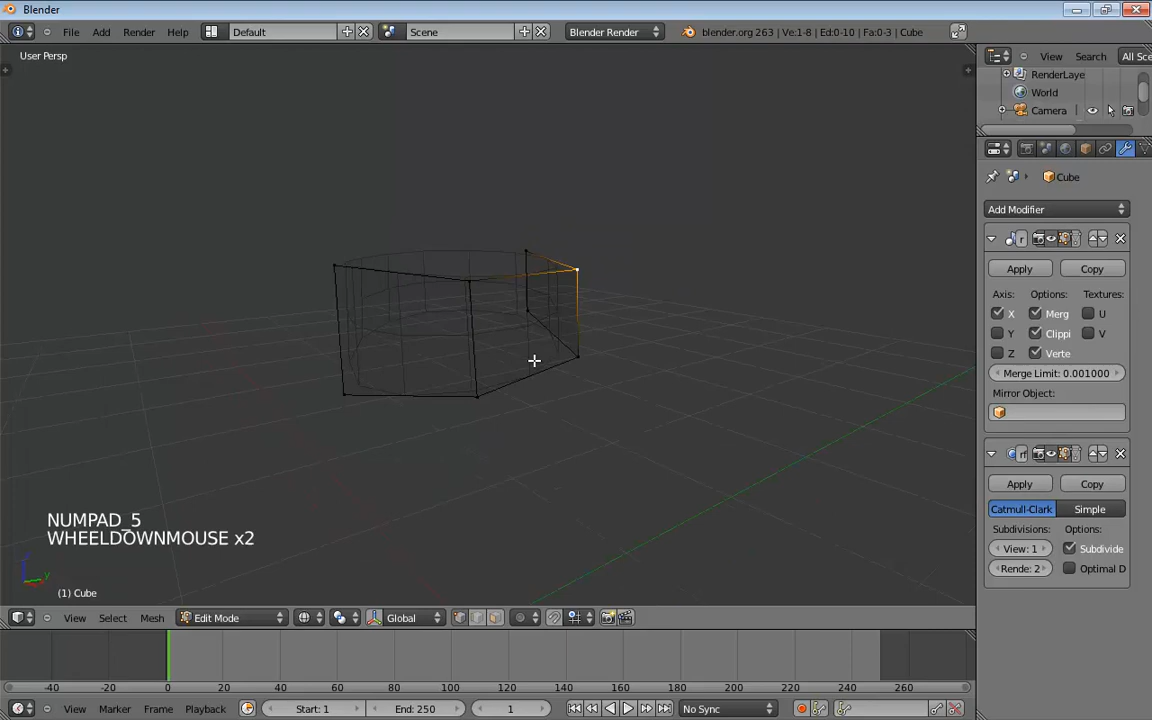 Blender
File Add Render Help Default Scene Blender Render blender.org 263 | Ve:1-8 | Ed:0-10 | Fa:0-3 | Cube
User Persp
View Search All Sce
RenderLaye
World
Camera
Cube
Add Modifier
Apply Copy
Axis: Options: Textures:
X Merg U
Y Clippi V
Z Verte
Merge Limit: 0.001000
Mirror Object:
Apply Copy
Catmull-Clark Simple
Subdivisions: Options:
View: 1 Subdivide
Rende: 2 Optimal D
NUMPAD_5
WHEELDOWNMOUSE x2
(1) Cube
View Select Mesh Edit Mode Global
-40 -20 0 20 40 60 80 100 120 140 160 180 200 220 240 260
View Marker Frame Playback Start: 1 End: 250 1 No Sync